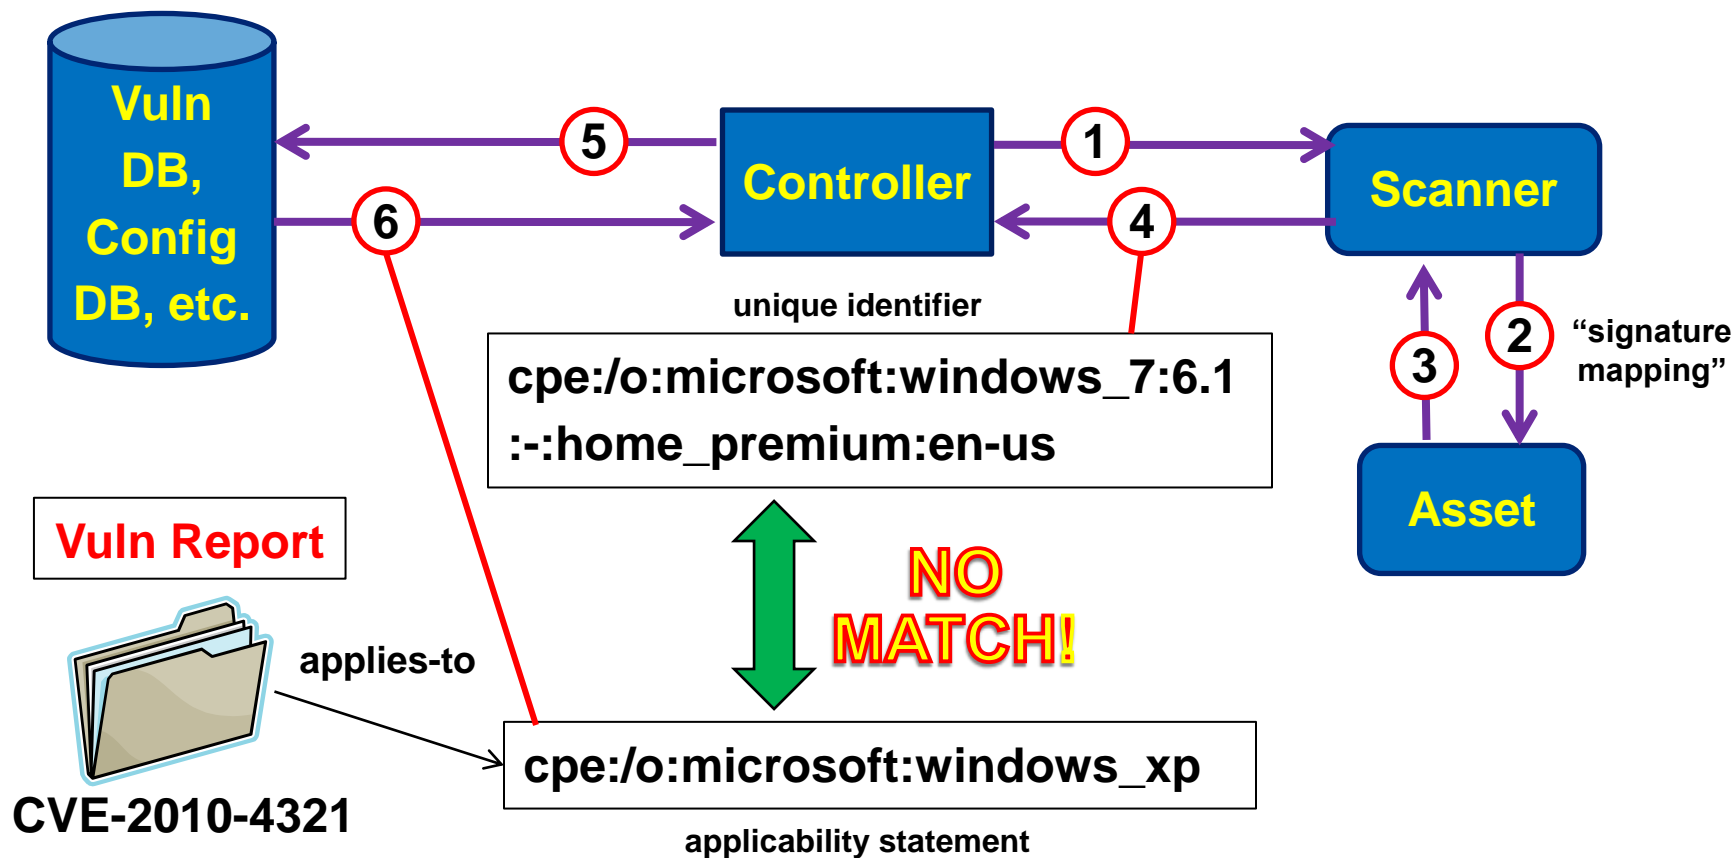 Vuln
DB,
Config
DB, etc.
5
6
Controller
1
4
Scanner
unique identifier
cpe:/o:microsoft:windows_7:6.1
:-:home_premium:en-us
3
2
“signature
mapping”
Asset
Vuln Report
NO
MATCH!
applies-to
cpe:/o:microsoft:windows_xp
CVE-2010-4321
applicability statement